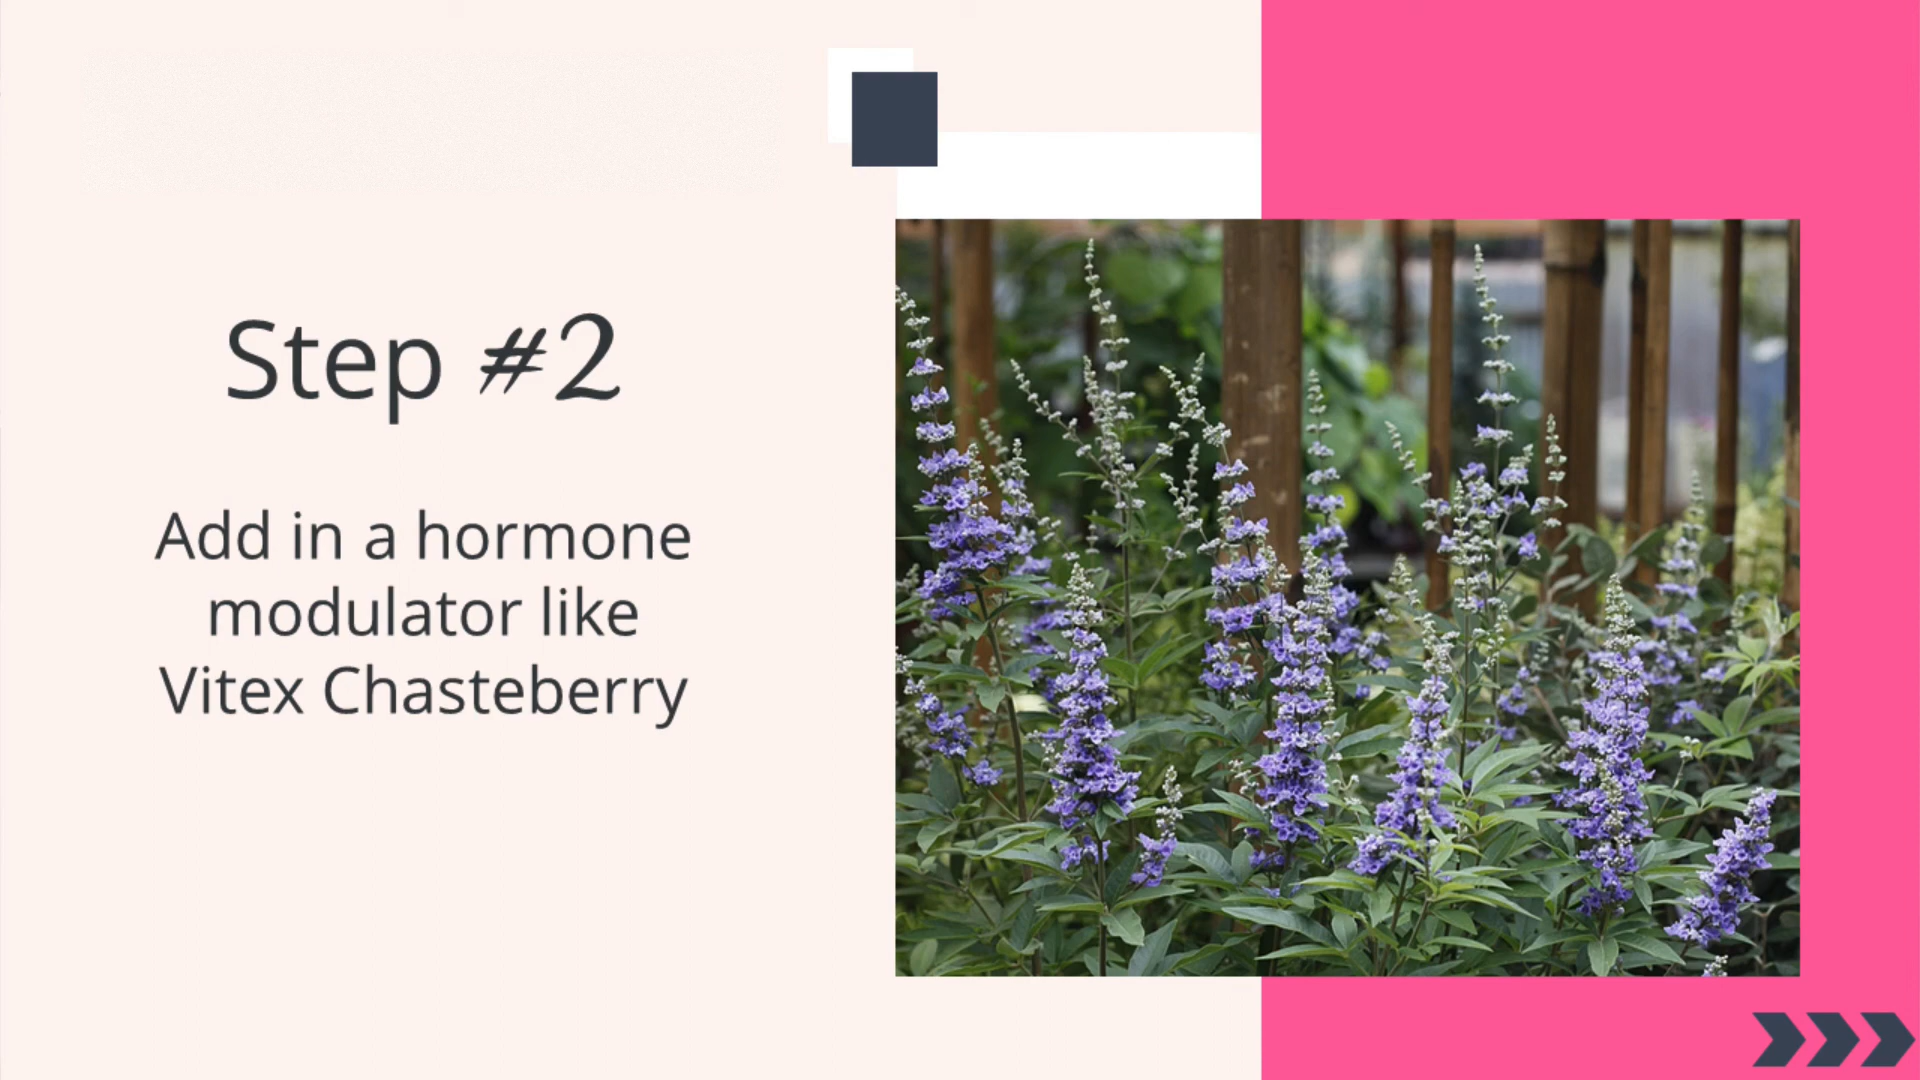 Step #2
Add in a hormone
modulator like
Vitex Chasteberry